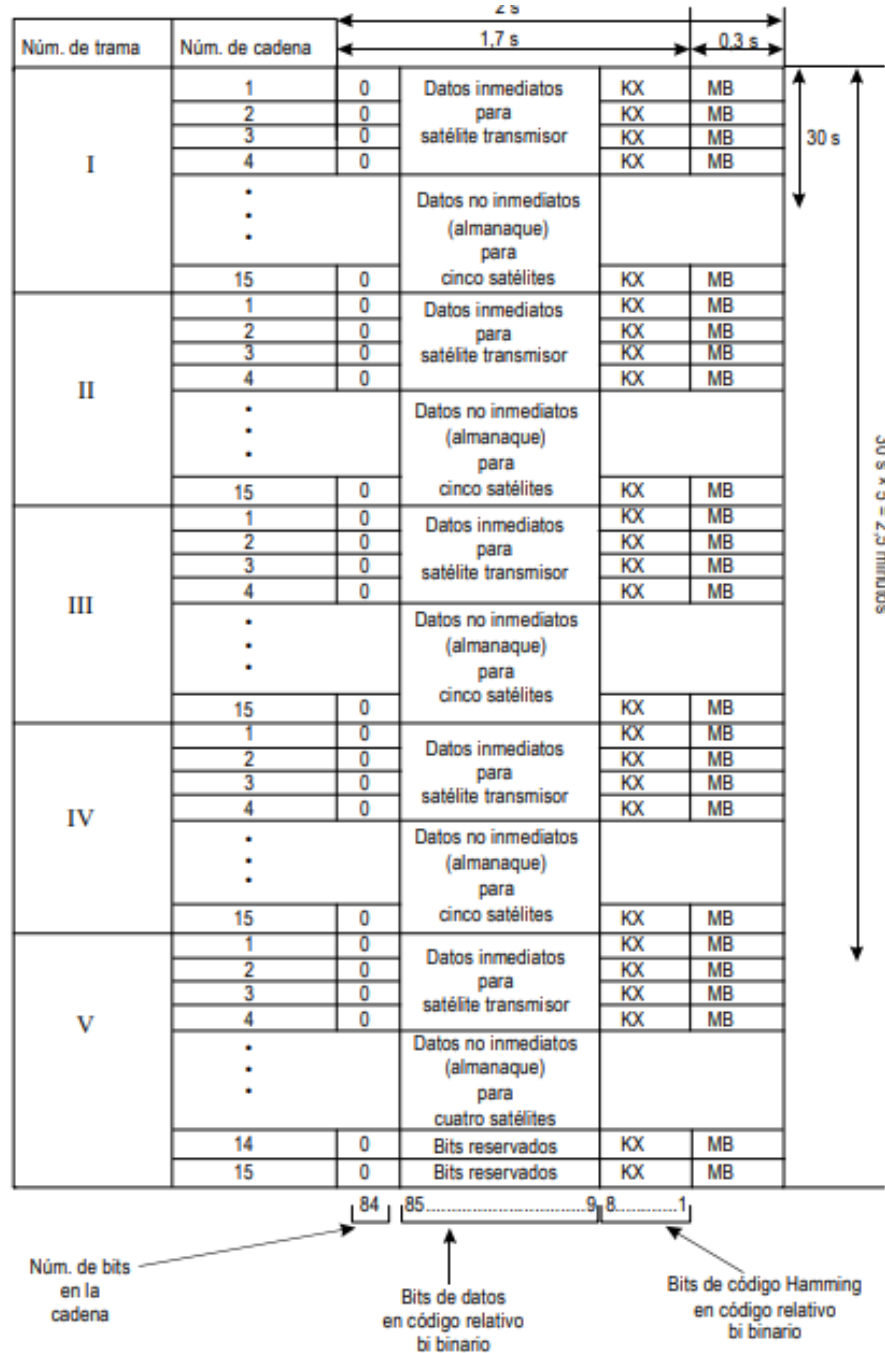 2 s
Núm. de trama Núm. de cadena 1,7 s 0,3 s
1 0 Datos inmediatos KX MB
2 0 para KX MB
3 0 satélite transmisor KX MB
30 s
I
4 0 KX MB
Datos no inmediatos
(almanaque)
para
cinco satélites
15 0 KX MB
1 0 Datos inmediatos KX MB
2 0 para KX MB
3 0 satélite transmisor KX MB
II
4 0 KX MB
Datos no inmediatos
(almanaque)
para
cinco satélites
15 0 KX MB
30 s × 5 = 2,5 minutos
1 0 Datos inmediatos KX MB
2 0 para KX MB
3 0 satélite transmisor KX MB
III
4 0 KX MB
Datos no inmediatos
(almanaque)
para
cinco satélites
15 0 KX MB
1 0 Datos inmediatos KX MB
2 0 para KX MB
3 0 satélite transmisor KX MB
IV
4 0 KX MB
Datos no inmediatos
(almanaque)
para
cinco satélites
15 0 KX MB
1 0 Datos inmediatos KX MB
2 0 para KX MB
3 0 satélite transmisor KX MB
V
4 0 KX MB
Datos no inmediatos
(almanaque)
para
cuatro satélites
14 0 Bits reservados KX MB
15 0 Bits reservados KX MB
84 85.......................................9 8...............1
Núm. de bits
en la
cadena
Bits de datos
en código relativo
bi binario
Bits de código Hamming
en código relativo
bi binario